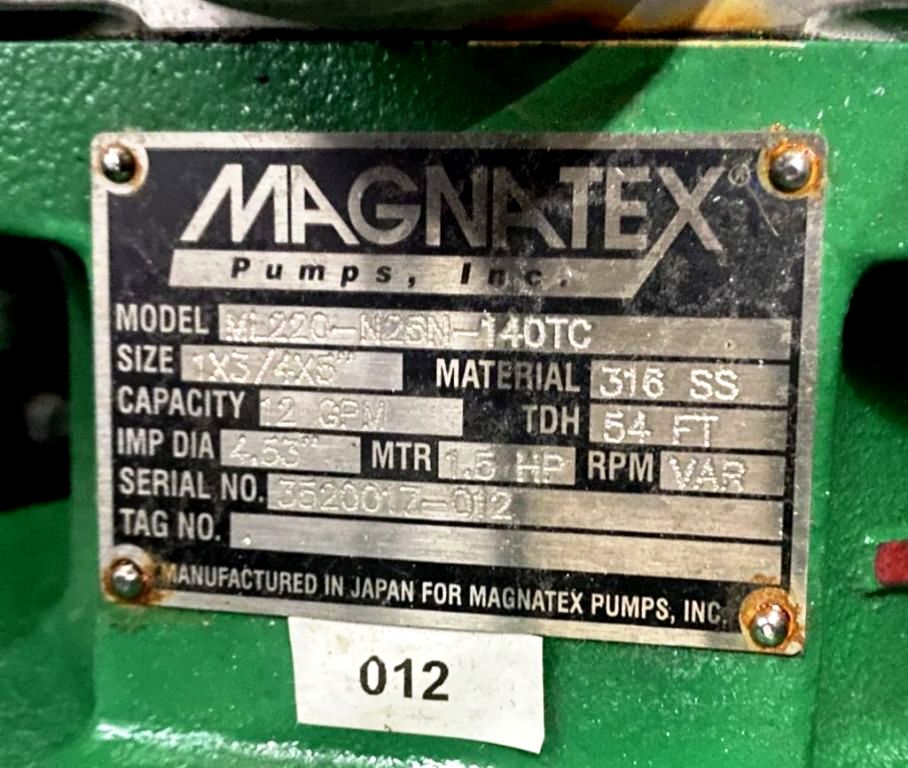 MAGNATEX®
Pumps, Inc.
MODEL ML220-N25N-140TC
SIZE 1X3/4X5" MATERIAL 316 SS
CAPACITY 12 GPM TDH 54 FT
IMP DIA 4.53" MTR 1.5 HP RPM VAR
SERIAL NO. 3520017-012
TAG NO.
MANUFACTURED IN JAPAN FOR MAGNATEX PUMPS, INC.
012